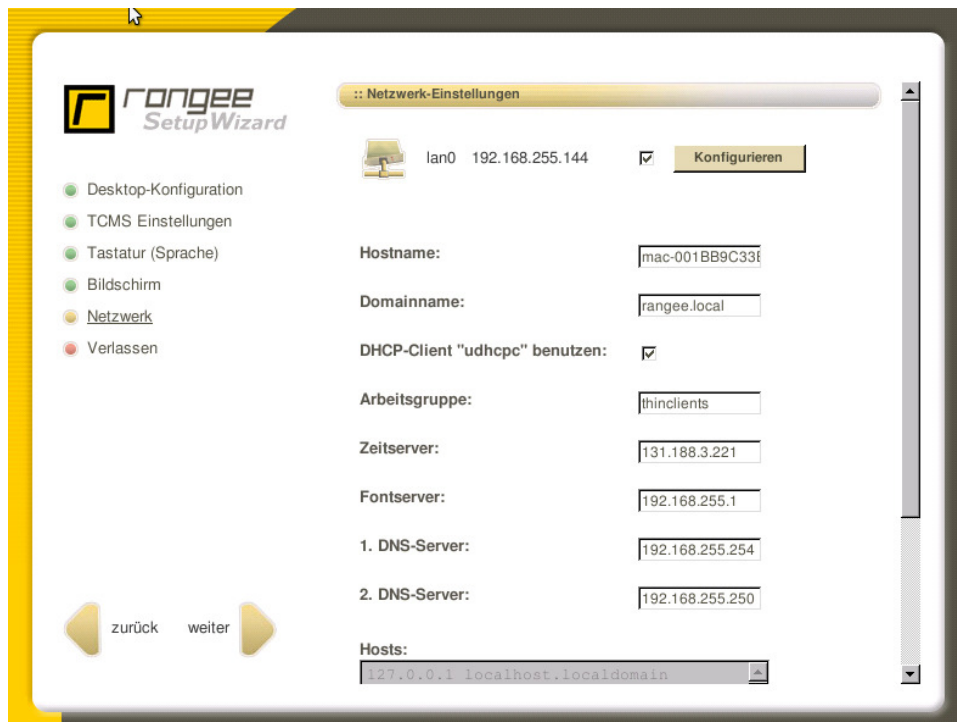 rangee
SetupWizard
Desktop-Konfiguration
TCMS Einstellungen
Tastatur (Sprache)
Bildschirm
Netzwerk
Verlassen
zurück weiter
:: Netzwerk-Einstellungen
lan0 192.168.255.144 Konfigurieren
Hostname: mac-001BB9C33
Domainname: rangee.local
DHCP-Client "udhcpc" benutzen:
Arbeitsgruppe: thinclients
Zeitserver: 131.188.3.221
Fontserver: 192.168.255.1
1. DNS-Server: 192.168.255.254
2. DNS-Server: 192.168.255.250
Hosts:
127.0.0.1 localhost.localdomain